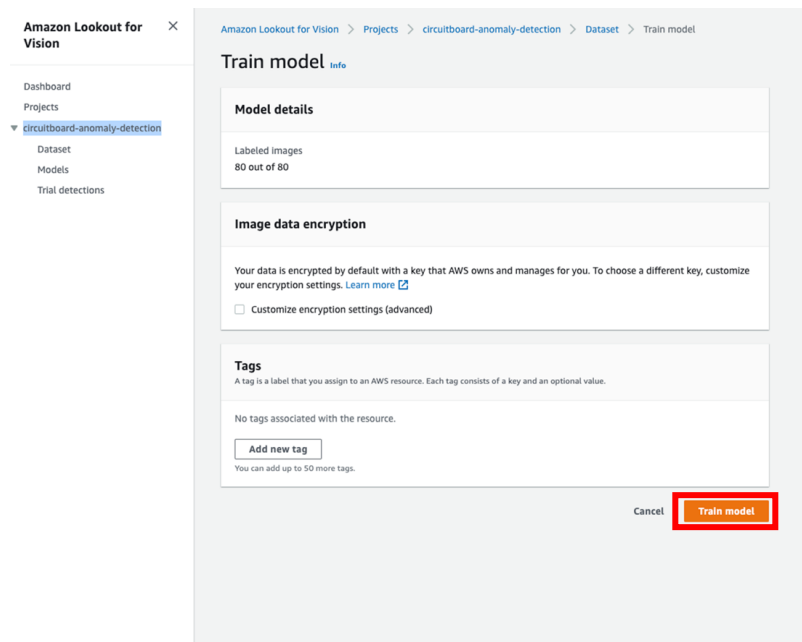 Amazon Lookout for
Vision
Dashboard
Projects
circuitboard-anomaly-detection
Dataset
Models
Trial detections
Amazon Lookout for Vision > Projects > circuitboard-anomaly-detection > Dataset > Train model
Train model Info
Model details
Labeled images
80 out of 80
Image data encryption
Your data is encrypted by default with a key that AWS owns and manages for you. To choose a different key, customize
your encryption settings. Learn more
Customize encryption settings (advanced)
Tags
A tag is a label that you assign to an AWS resource. Each tag consists of a key and an optional value.
No tags associated with the resource.
Add new tag
You can add up to 50 more tags.
Cancel Train model